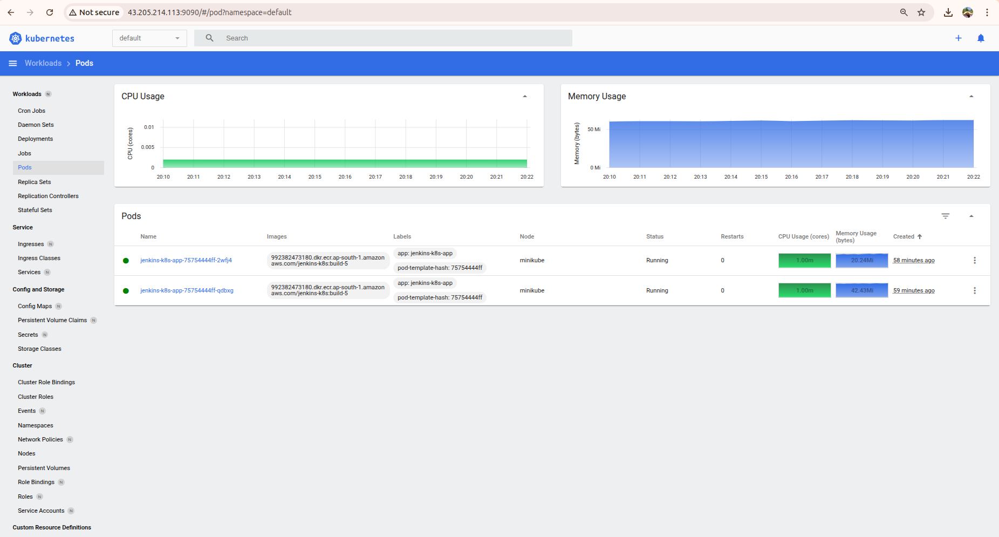 Not secure 43.205.214.113:9090/#/pod?namespace=default
kubernetes default Search
Workloads > Pods
Workloads N
Cron Jobs
Daemon Sets
Deployments
Jobs
Pods
Replica Sets
Replication Controllers
Stateful Sets
Service
Ingresses N
Ingress Classes
Services N
Config and Storage
Config Maps N
Persistent Volume Claims N
Secrets N
Storage Classes
Cluster
Cluster Role Bindings
Cluster Roles
Events N
Namespaces
Network Policies N
Nodes
Persistent Volumes
Role Bindings N
Roles N
Service Accounts N
Custom Resource Definitions
CPU Usage
CPU (cores)
0.01
0.005
0
20:10 20:11 20:12 20:13 20:14 20:15 20:16 20:17 20:18 20:19 20:20 20:21 20:22
Memory Usage
Memory (bytes)
50 Mi
0 Mi
20:10 20:11 20:12 20:13 20:14 20:15 20:16 20:17 20:18 20:19 20:20 20:21 20:22
Pods
Name Images Labels Node Status Restarts CPU Usage (cores) Memory Usage (bytes) Created
jenkins-k8s-app-75754444ff-2wfj4
992382473180.dkr.ecr.ap-south-1.amazon
aws.com/jenkins-k8s:build-5
app: jenkins-k8s-app
pod-template-hash: 75754444ff
minikube Running 0 1.00m 20.24Mi 58 minutes ago
jenkins-k8s-app-75754444ff-qdbxg
992382473180.dkr.ecr.ap-south-1.amazon
aws.com/jenkins-k8s:build-5
app: jenkins-k8s-app
pod-template-hash: 75754444ff
minikube Running 0 1.00m 42.43Mi 59 minutes ago